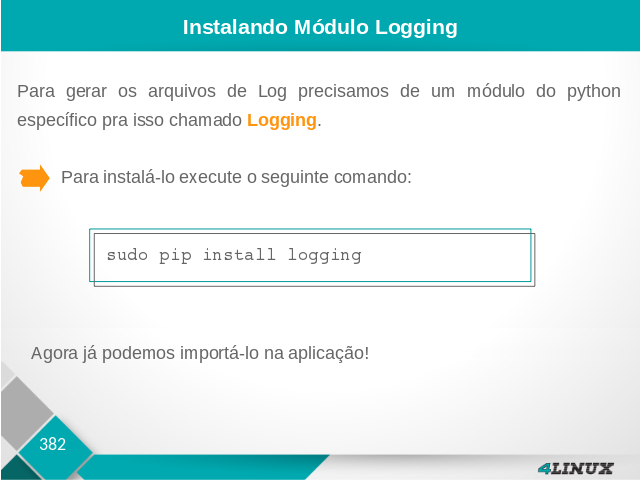 Instalando Módulo Logging
Para gerar os arquivos de Log precisamos de um módulo do python
específico pra isso chamado Logging.
Para instalá-lo execute o seguinte comando:
sudo pip install logging
Agora já podemos importá-lo na aplicação!
382
4LINUX